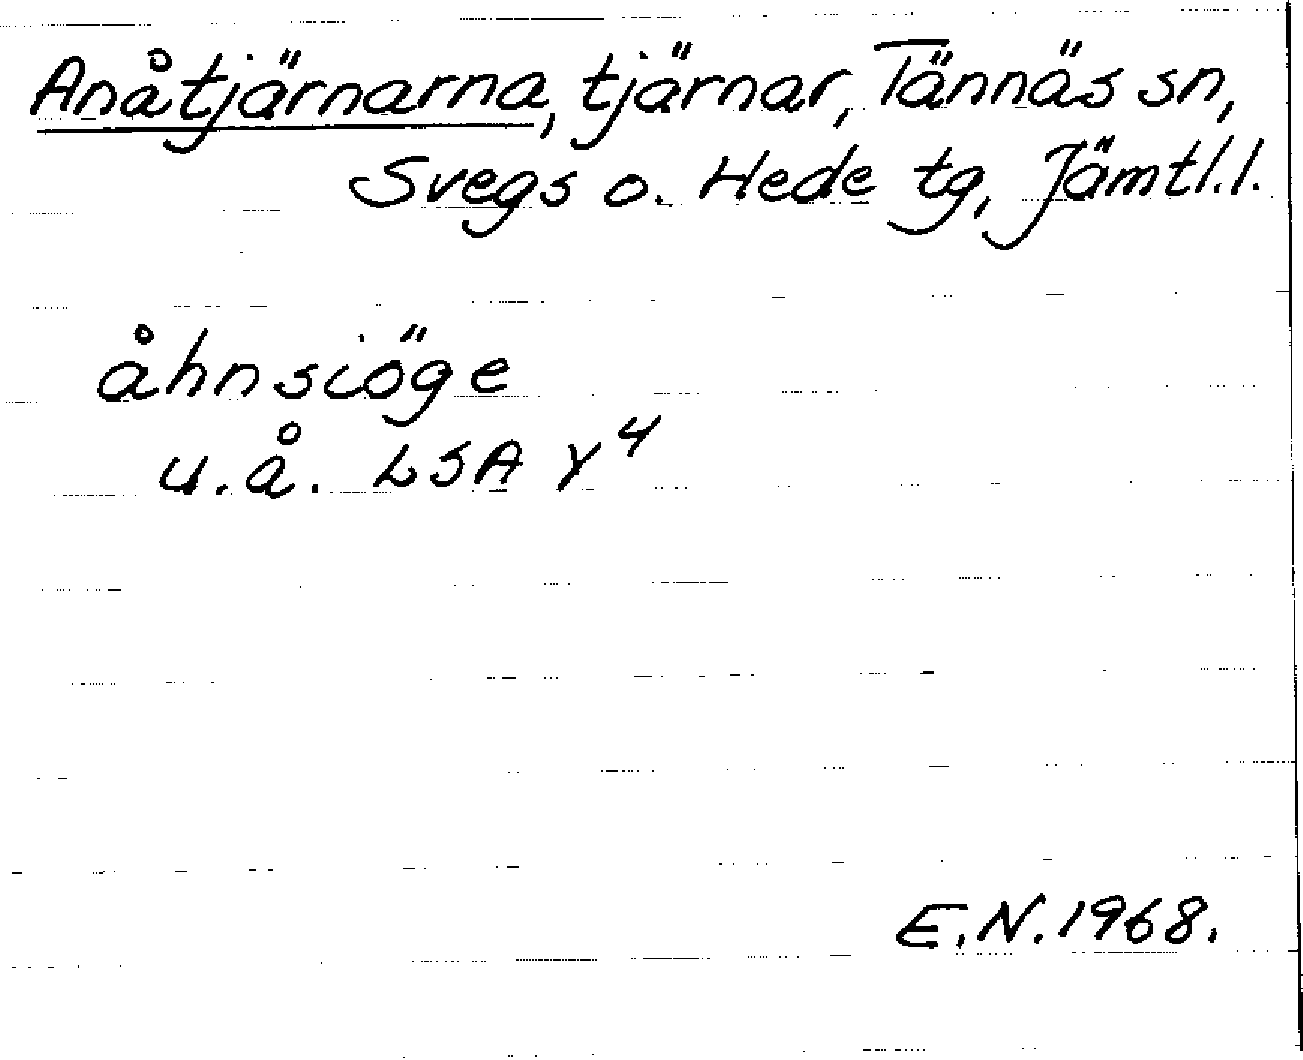 Anåtjärnarna, tjärnar, Tännäs sn,
Svegs o. Hede tg, Jämtl.l.
åhnsiöge
u.å. LSA Y4
E.N. 1968.